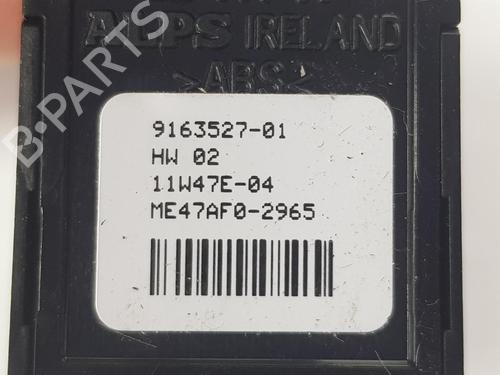 ALPS IRELAND
>ABS<
9163527-01
HW 02
11W47E-04
ME47AF0-2965
B-PARTS